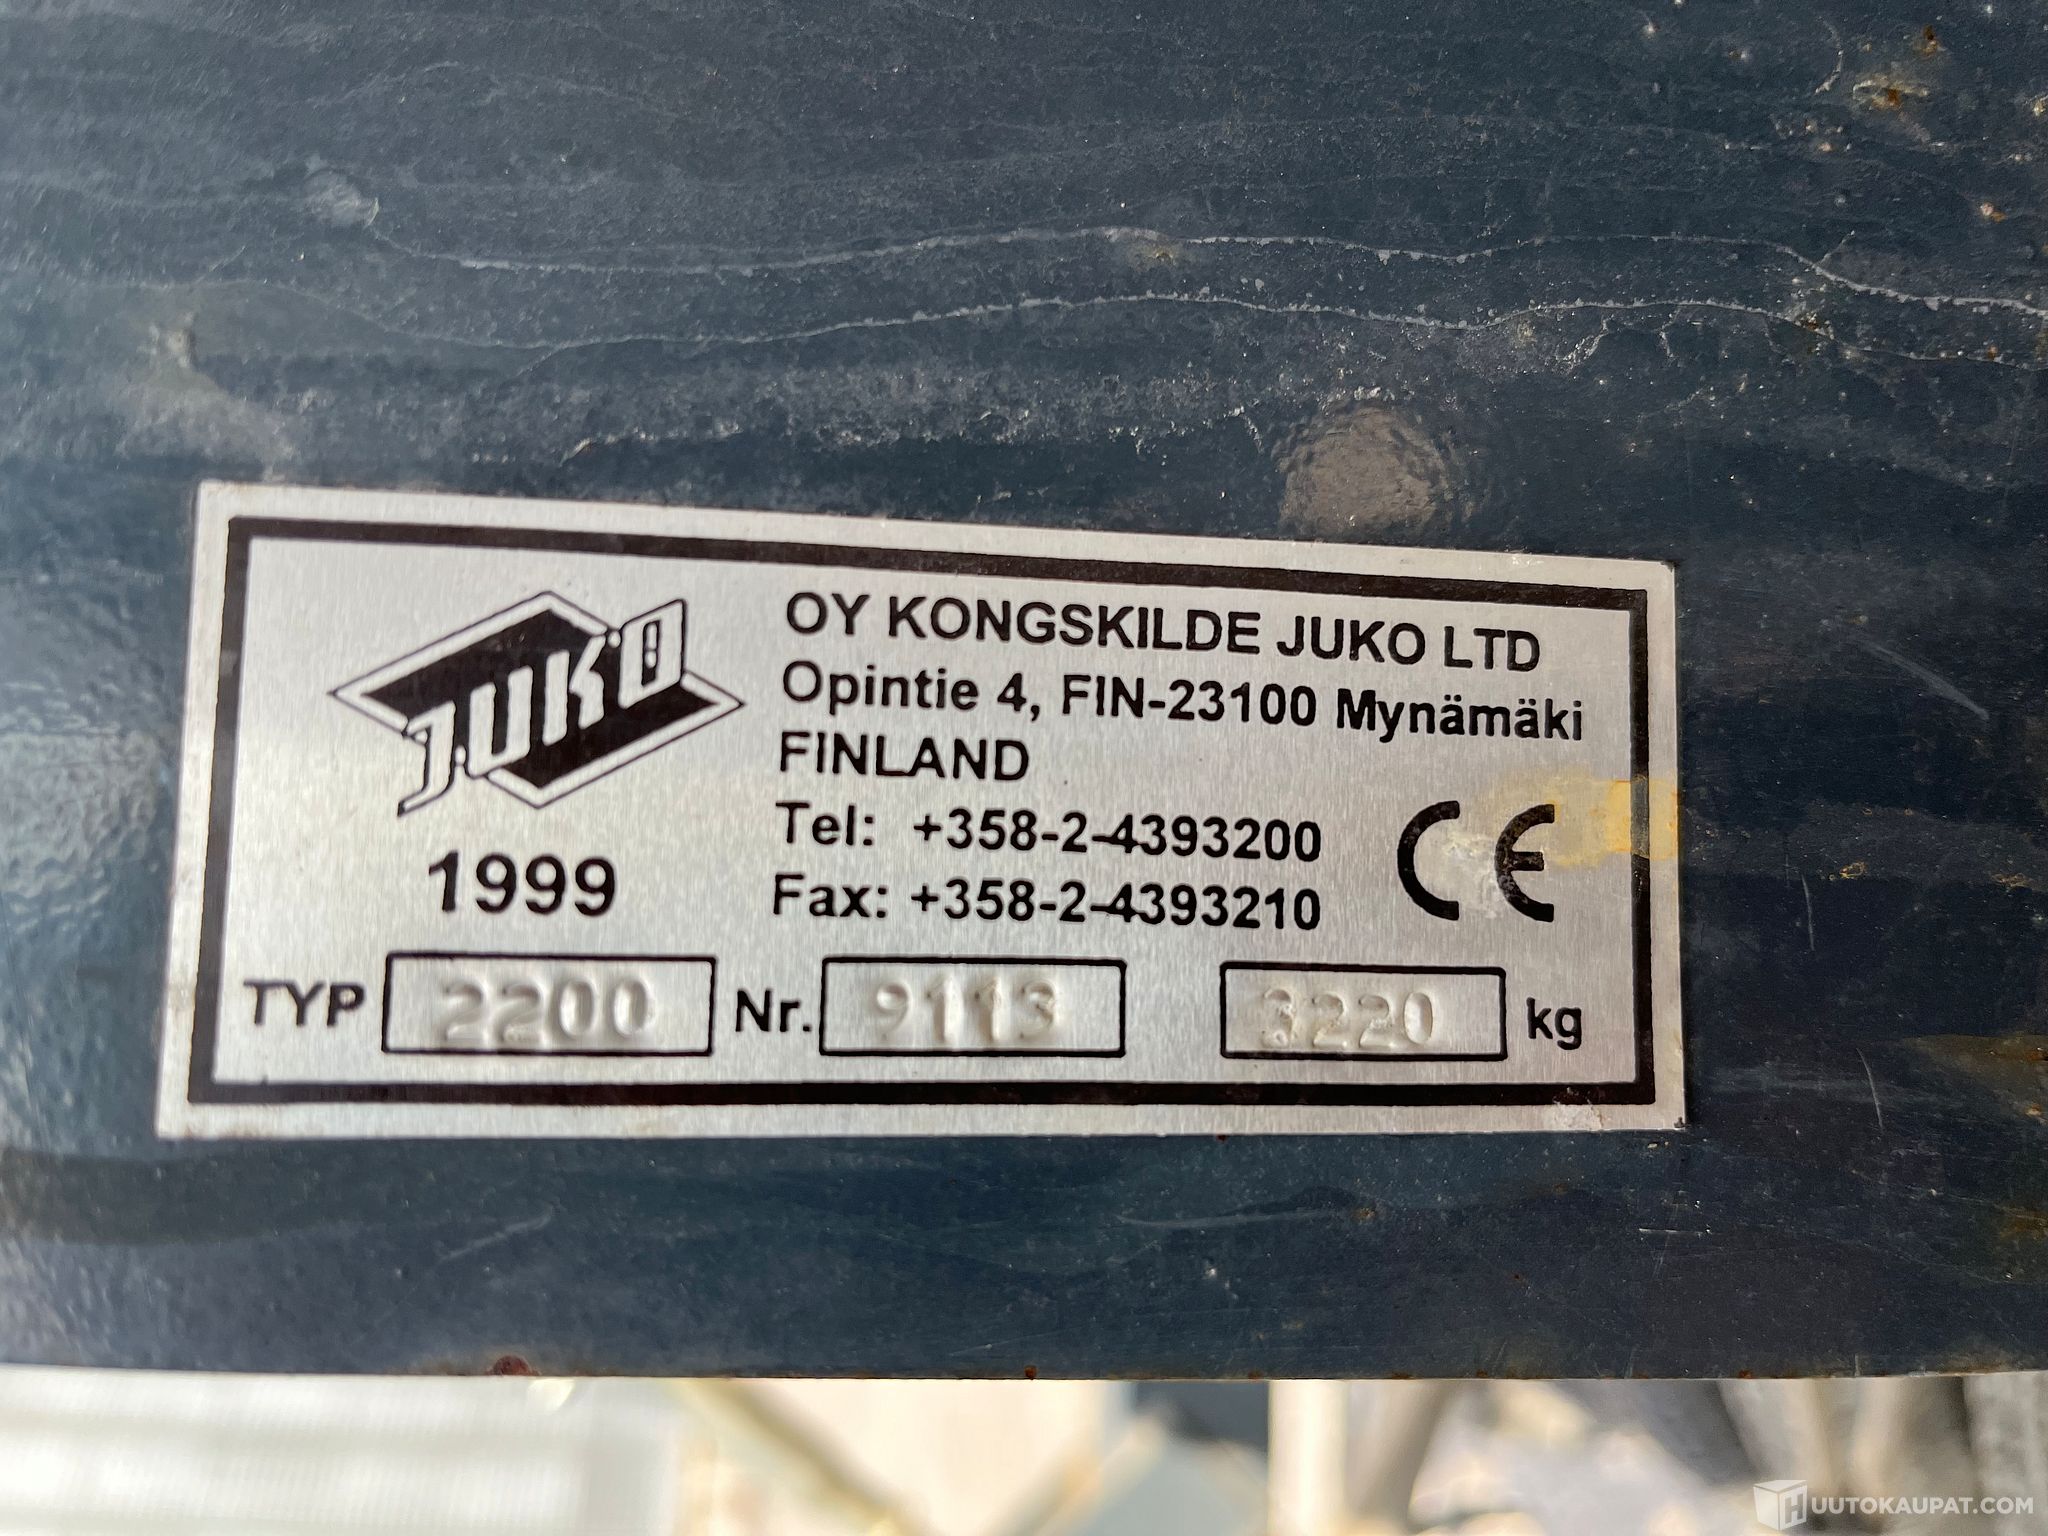 JUKO
1999
OY KONGSKILDE JUKO LTD
Opintie 4, FIN-23100 Mynämäki
FINLAND
Tel: +358-2-4393200
Fax: +358-2-4393210
CE
TYP 2200 Nr. 9113 3220 kg
HUUTOKAUPAT.COM